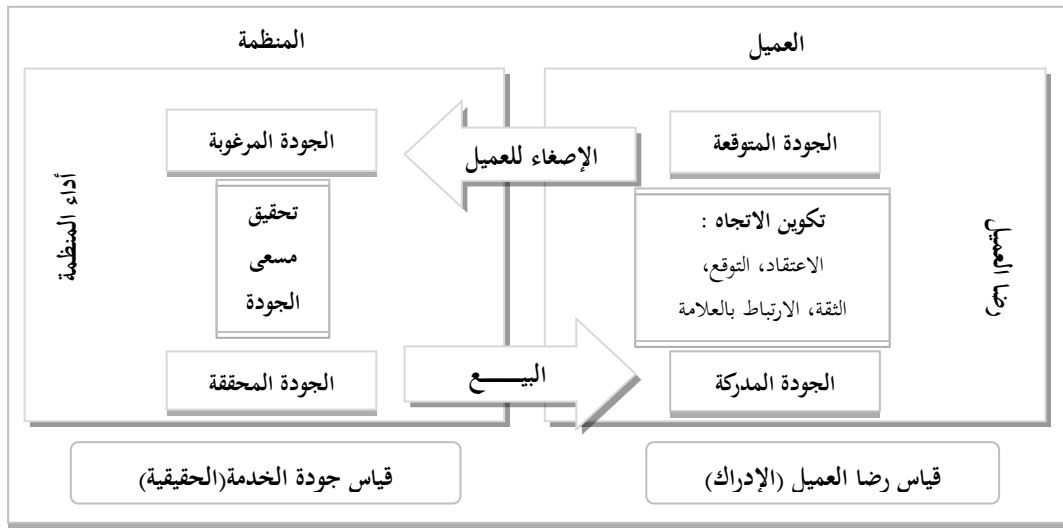 العميل
المنظمة
الجودة المتوقعة
الإصغاء للعميل
الجودة المرغوبة
رضا العميل
تكوين الاتجاه :
الاعتقاد، التوقع،
الثقة، الارتباط بالعلامة
تحقيق
مسعى
الجودة
أداء المنظمة
الجودة المدركة
البيـــــع
الجودة المحققة
قياس رضا العميل (الإدراك)
قياس جودة الخدمة(الحقيقية)